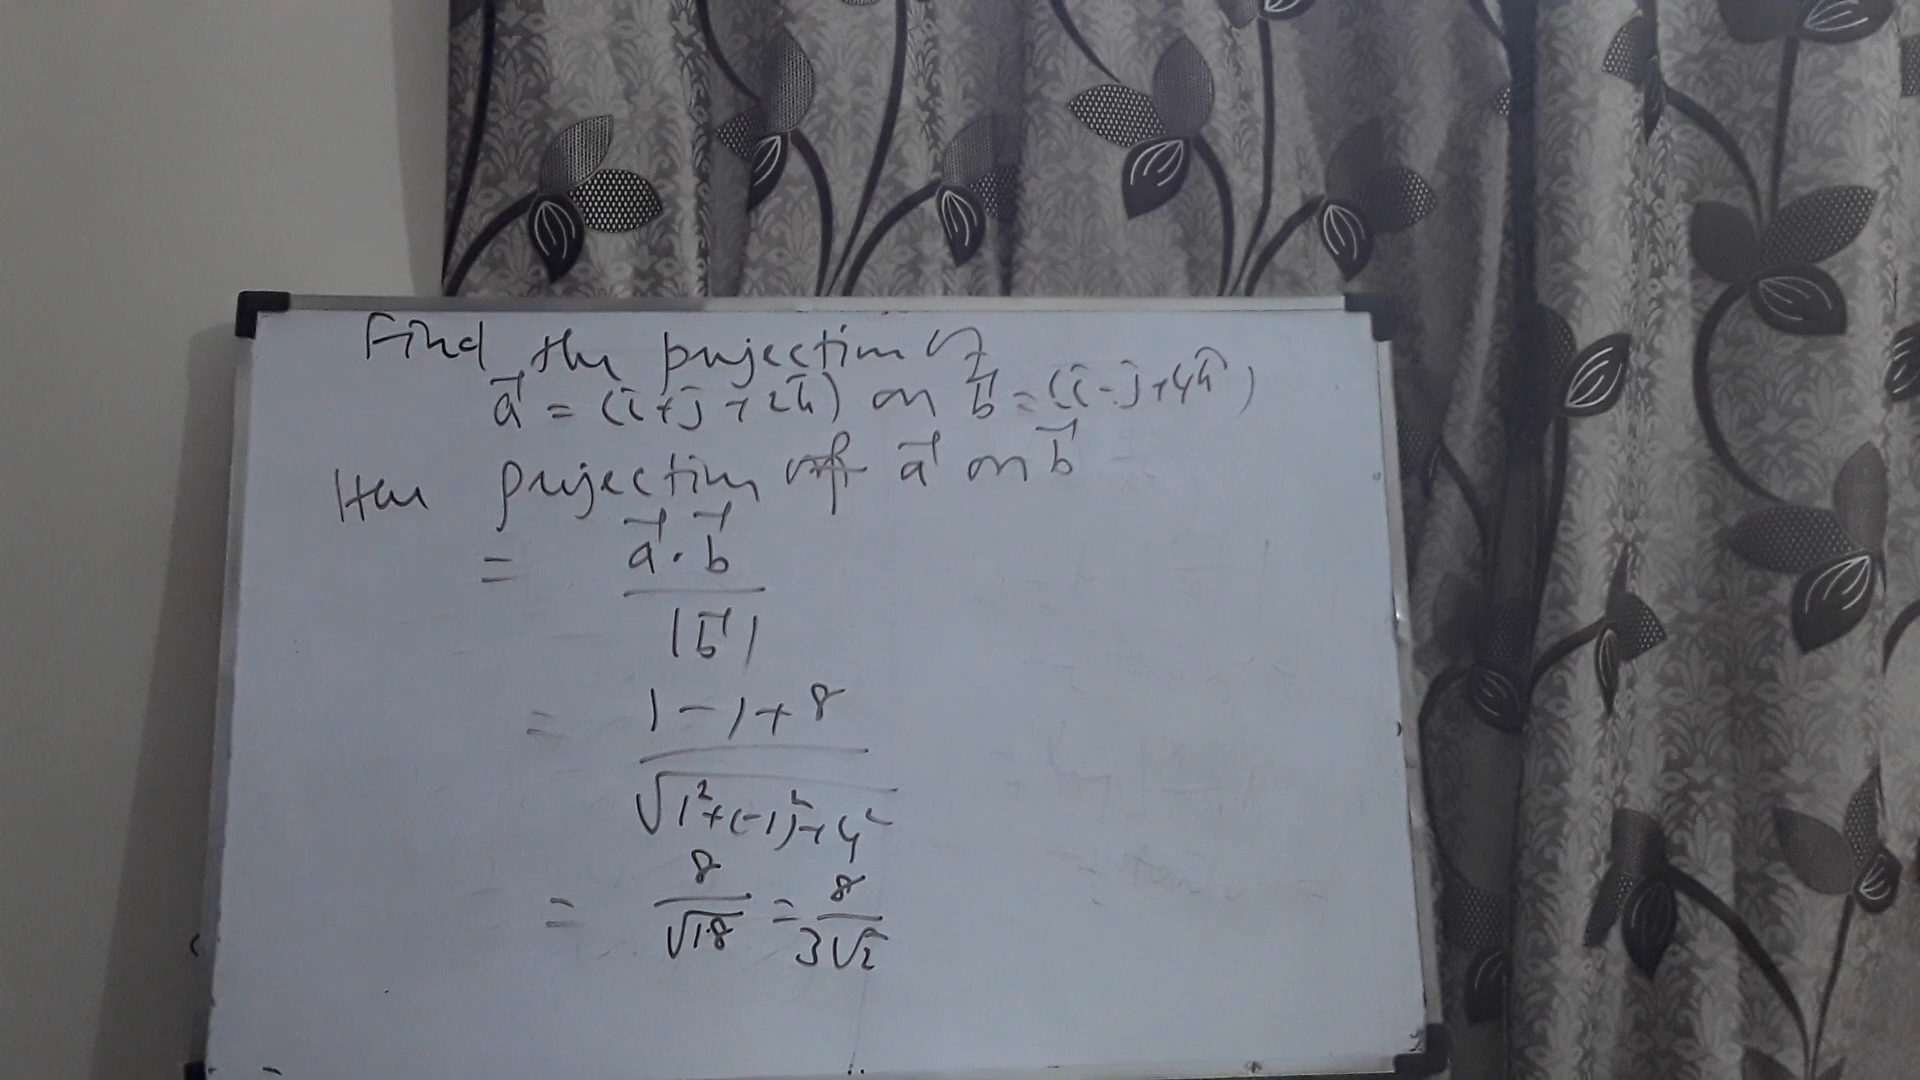 Find the projection of
a⃗ = (î + ĵ + 2k̂) on b⃗ = (î - ĵ + 4k̂)
Here projection of a⃗ on b⃗
= a⃗ · b⃗ / |b⃗|
= 1 - 1 + 8 / √1² + (-1)² + 4²
= 8 / √18 = 8 / 3√2